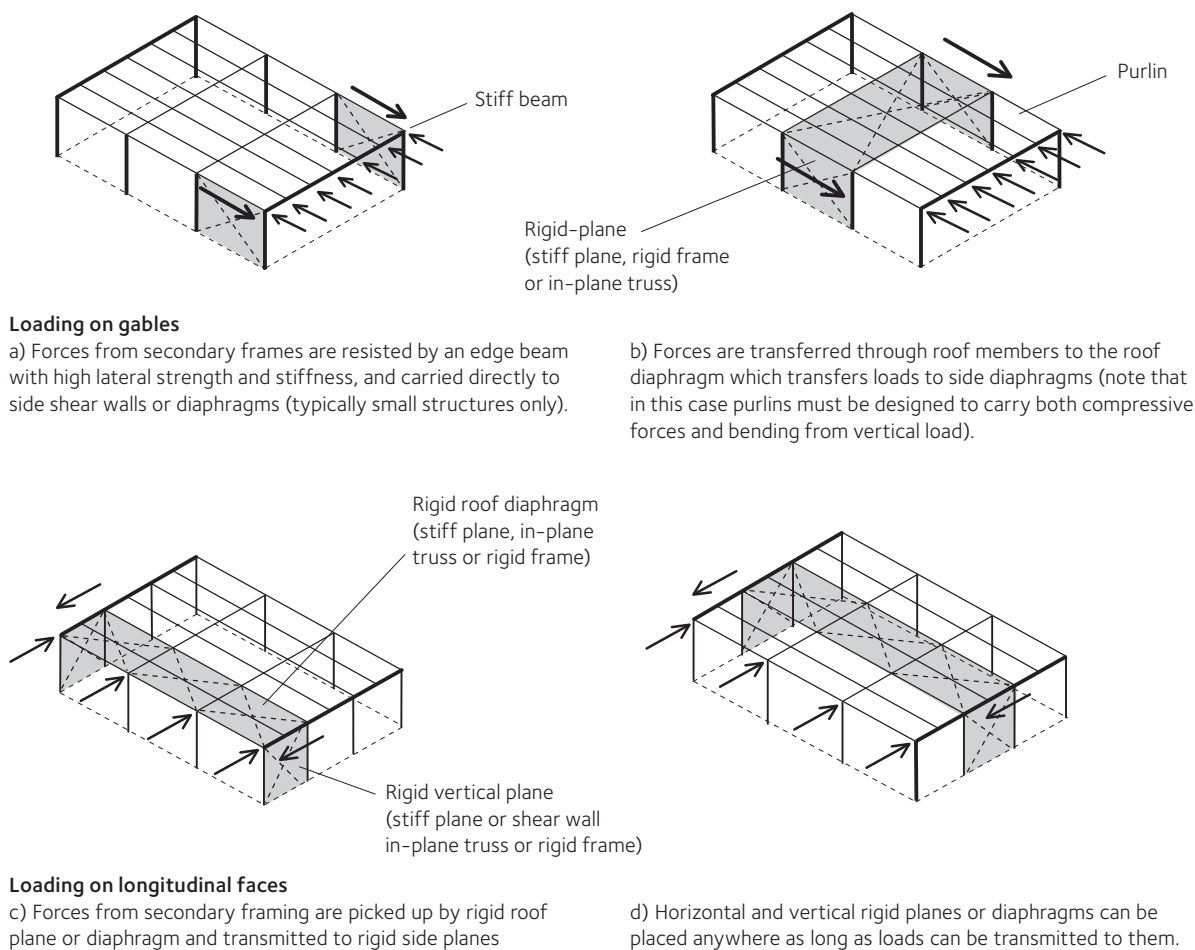 Stiff beam
Purlin
Rigid-plane
(stiff plane, rigid frame
or in-plane truss)
Loading on gables
a) Forces from secondary frames are resisted by an edge beam
with high lateral strength and stiffness, and carried directly to
side shear walls or diaphragms (typically small structures only).
b) Forces are transferred through roof members to the roof
diaphragm which transfers loads to side diaphragms (note that
in this case purlins must be designed to carry both compressive
forces and bending from vertical load).
Rigid roof diaphragm
(stiff plane, in-plane
truss or rigid frame)
Rigid vertical plane
(stiff plane or shear wall
in-plane truss or rigid frame)
Loading on longitudinal faces
c) Forces from secondary framing are picked up by rigid roof
plane or diaphragm and transmitted to rigid side planes
d) Horizontal and vertical rigid planes or diaphragms can be
placed anywhere as long as loads can be transmitted to them.